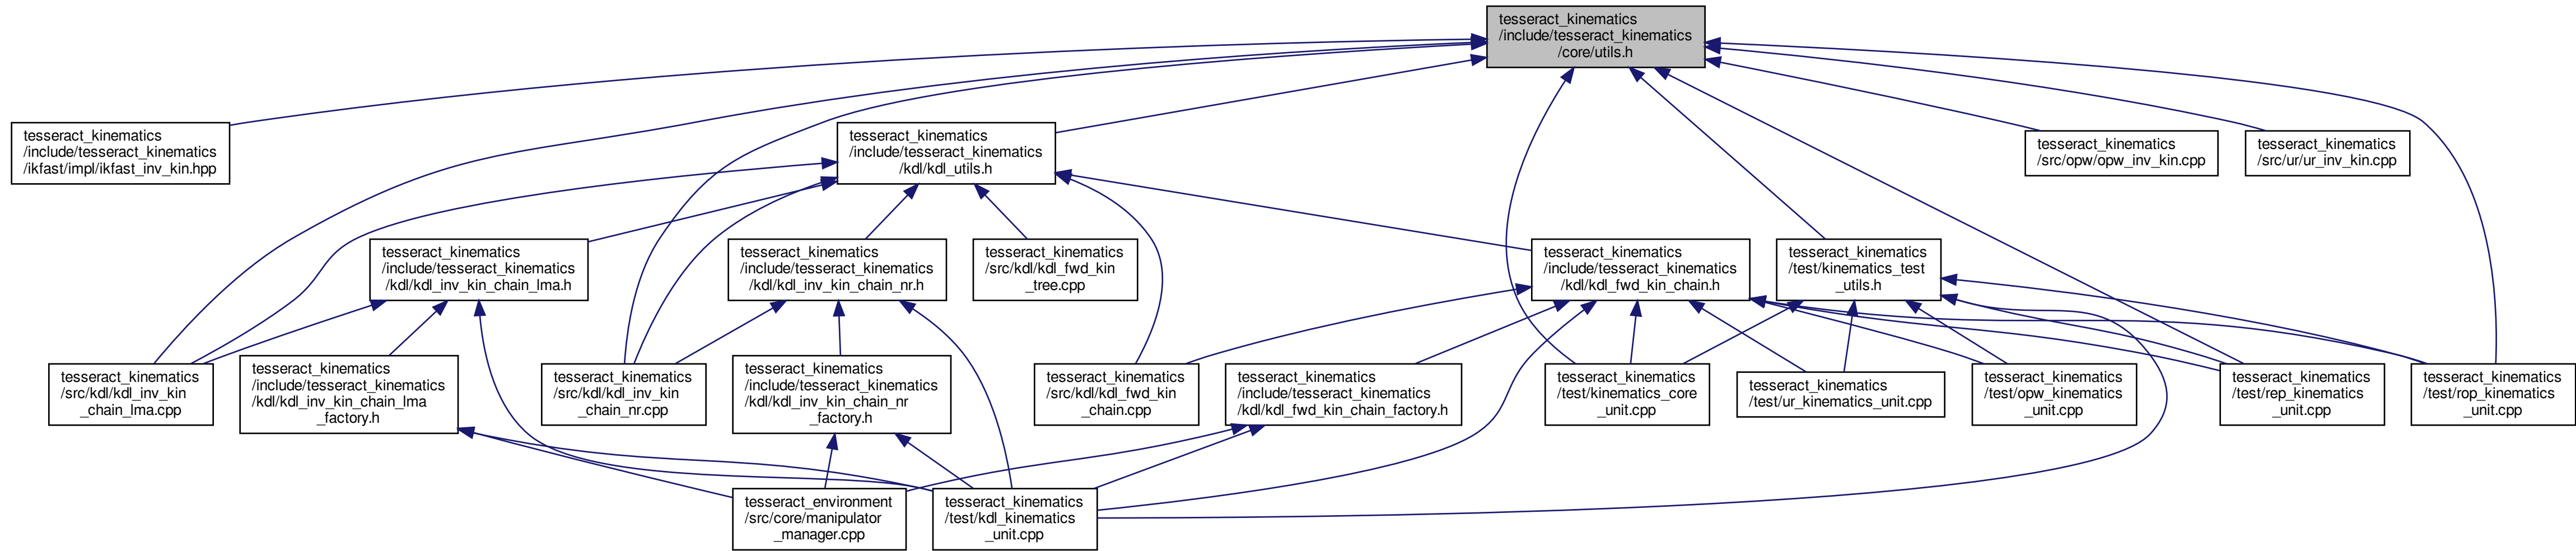 tesseract_kinematics
/include/tesseract_kinematics
/core/utils.h
tesseract_kinematics
/include/tesseract_kinematics
/ikfast/impl/ikfast_inv_kin.hpp
tesseract_kinematics
/include/tesseract_kinematics
/kdl/kdl_utils.h
tesseract_kinematics
/src/opw/opw_inv_kin.cpp
tesseract_kinematics
/src/ur/ur_inv_kin.cpp
tesseract_kinematics
/include/tesseract_kinematics
/kdl/kdl_inv_kin_chain_lma.h
tesseract_kinematics
/include/tesseract_kinematics
/kdl/kdl_inv_kin_chain_nr.h
tesseract_kinematics
/src/kdl/kdl_fwd_kin
_tree.cpp
tesseract_kinematics
/include/tesseract_kinematics
/kdl/kdl_fwd_kin_chain.h
tesseract_kinematics
/test/kinematics_test
_utils.h
tesseract_kinematics
/src/kdl/kdl_inv_kin
_chain_lma.cpp
tesseract_kinematics
/include/tesseract_kinematics
/kdl/kdl_inv_kin_chain_lma
_factory.h
tesseract_kinematics
/src/kdl/kdl_inv_kin
_chain_nr.cpp
tesseract_kinematics
/include/tesseract_kinematics
/kdl/kdl_inv_kin_chain_nr
_factory.h
tesseract_kinematics
/src/kdl/kdl_fwd_kin
_chain.cpp
tesseract_kinematics
/include/tesseract_kinematics
/kdl/kdl_fwd_kin_chain_factory.h
tesseract_kinematics
/test/kinematics_core
_unit.cpp
tesseract_kinematics
/test/ur_kinematics_unit.cpp
tesseract_kinematics
/test/opw_kinematics
_unit.cpp
tesseract_kinematics
/test/rep_kinematics
_unit.cpp
tesseract_kinematics
/test/rop_kinematics
_unit.cpp
tesseract_environment
/src/core/manipulator
_manager.cpp
tesseract_kinematics
/test/kdl_kinematics
_unit.cpp